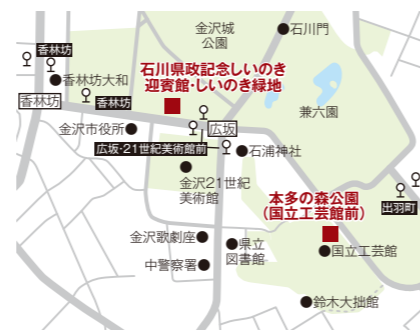 金沢城
公園
石川門
香林坊
石川県政記念しいのき
迎賓館・しいのき緑地
香林坊大和
香林坊
香林坊
兼六園
金沢市役所
広坂
広坂・21世紀美術館前
石浦神社
金沢21世紀
美術館
本多の森公園
（国立工芸館前）
出羽町
金沢歌劇座
県立
図書館
国立工芸館
中警察署
鈴木大拙館